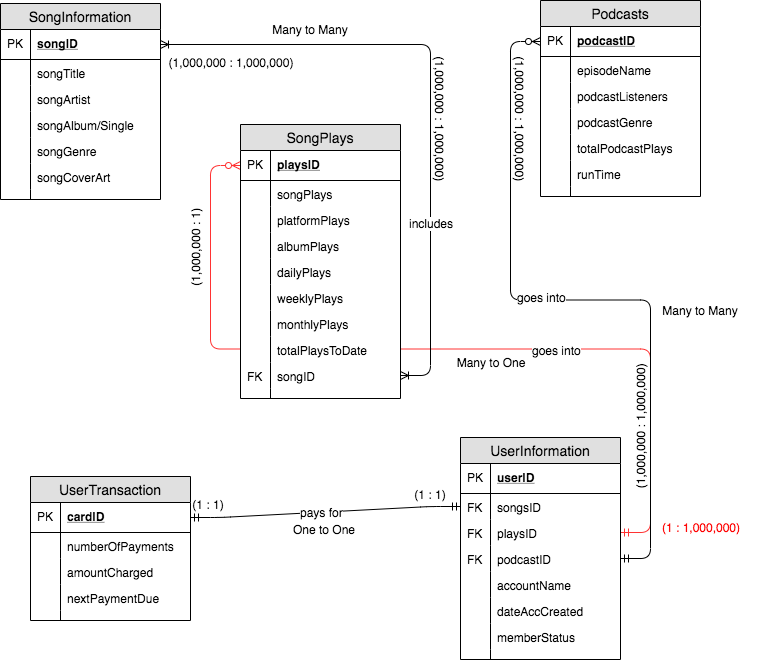 SongInformation
PK songID
songTitle
songArtist
songAlbum/Single
songGenre
songCoverArt
Many to Many
(1,000,000 : 1,000,000)
(1,000,000 : 1,000,000)
includes
Podcasts
PK podcastID
episodeName
podcastListeners
podcastGenre
totalPodcastPlays
runTime
(1,000,000 : 1,000,000)
goes into
Many to Many
(1,000,000 : 1,000,000)
SongPlays
PK playsID
songPlays
platformPlays
albumPlays
dailyPlays
weeklyPlays
monthlyPlays
totalPlaysToDate
FK songID
(1,000,000 : 1)
goes into
Many to One
(1 : 1,000,000)
UserTransaction
PK cardID
numberOfPayments
amountCharged
nextPaymentDue
(1 : 1)
pays for
One to One
(1 : 1)
UserInformation
PK userID
FK songsID
FK playsID
FK podcastID
accountName
dateAccCreated
memberStatus